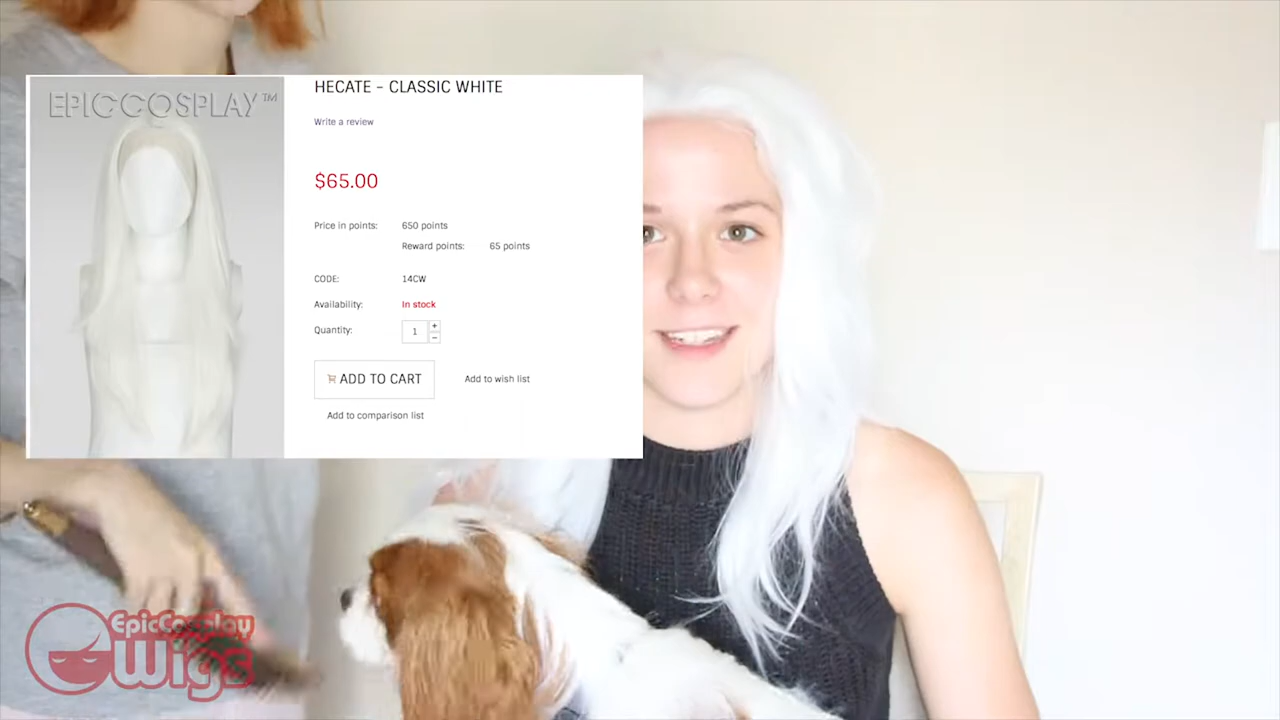 EPICCOSPLAY™
HECATE - CLASSIC WHITE
Write a review
$65.00
Price in points: 650 points
Reward points: 65 points
CODE: 14CW
Availability: In stock
Quantity: 1 +
−
ADD TO CART Add to wish list
Add to comparison list
EpicCosplay
Wigs